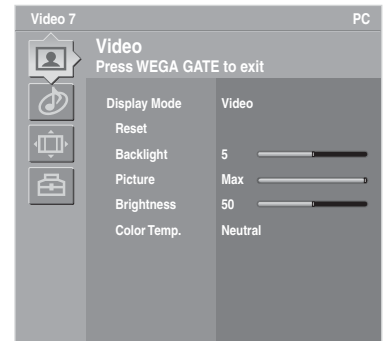 Video 7 PC
Video
Press WEGA GATE to exit
Display Mode Video
Reset
Backlight 5
Picture Max
Brightness 50
Color Temp. Neutral